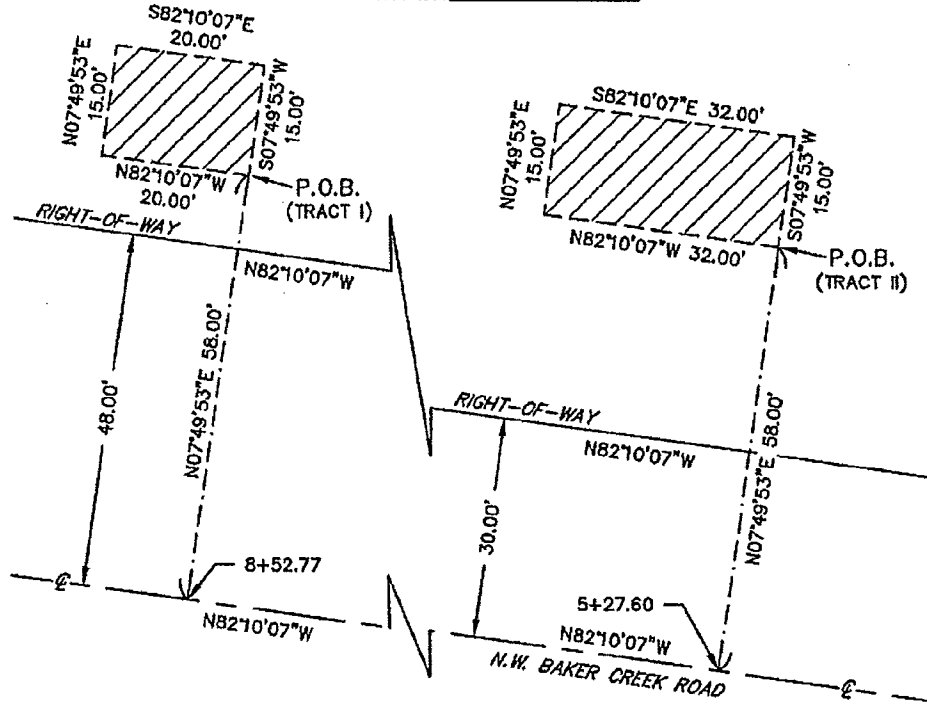 S82°10'07"E
20.00'
N07°49'53"E
15.00'
S07°49'53"W
15.00'
N82°10'07"W
20.00'
P.O.B.
(TRACT I)
RIGHT-OF-WAY
N82°10'07"W
48.00'
N07°49'53"E 58.00'
8+52.77
℄
N82°10'07"W
S82°10'07"E 32.00'
N07°49'53"E
15.00'
S07°49'53"W
15.00'
N82°10'07"W 32.00'
P.O.B.
(TRACT II)
RIGHT-OF-WAY
N82°10'07"W
30.00'
N07°49'53"E 58.00'
5+27.60
N82°10'07"W
N.W. BAKER CREEK ROAD
℄